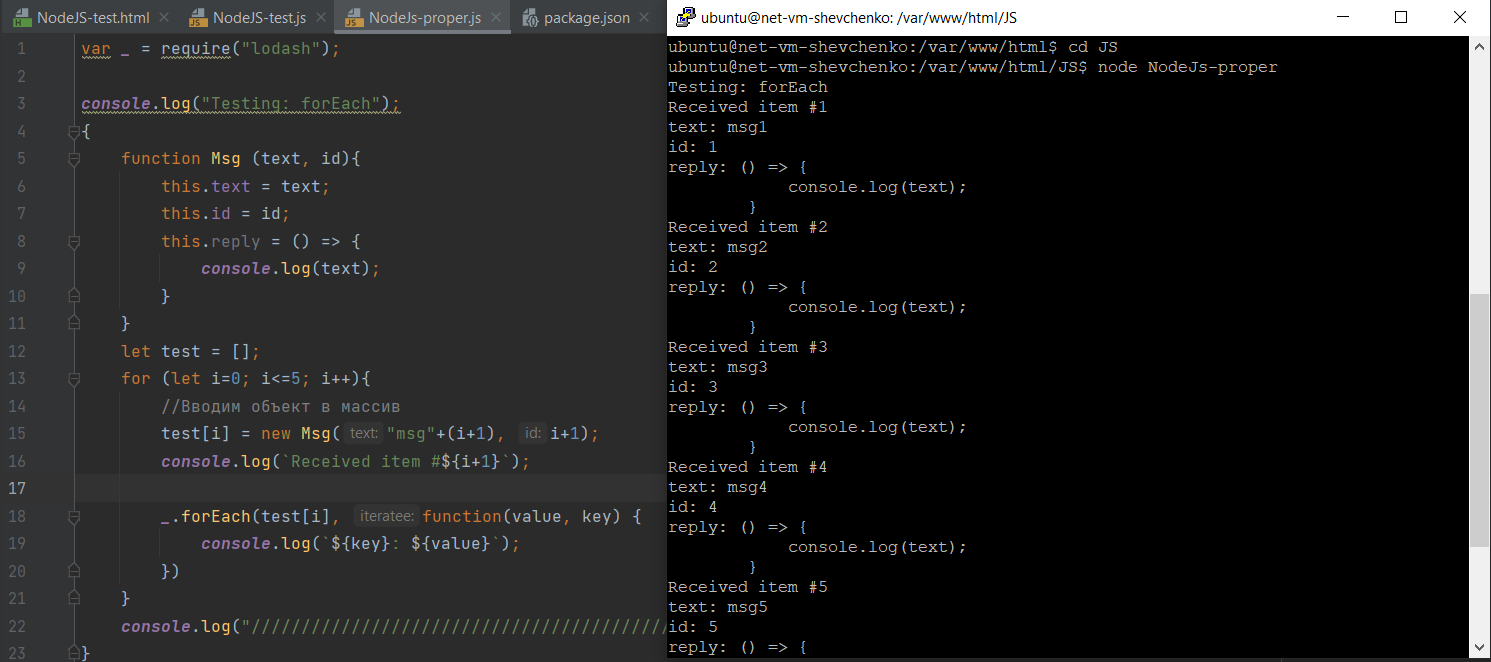 NodeJS-test.html NodeJS-test.js NodeJs-proper.js package.json
1 var _ = require("lodash");
2
3 console.log("Testing: forEach");
4 {
5 function Msg (text, id){
6 this.text = text;
7 this.id = id;
8 this.reply = () => {
9 console.log(text);
10 }
11 }
12 let test = [];
13 for (let i=0; i<=5; i++){
14 //Вводим объект в массив
15 test[i] = new Msg( text: "msg"+(i+1), id: i+1);
16 console.log(`Received item #${i+1}`);
17
18 _.forEach(test[i], iteratee: function(value, key) {
19 console.log(`${key}: ${value}`);
20 })
21 }
22 console.log("//////////////////////////////////////////
23 }
ubuntu@net-vm-shevchenko: /var/www/html/JS
ubuntu@net-vm-shevchenko:/var/www/html$ cd JS
ubuntu@net-vm-shevchenko:/var/www/html/JS$ node NodeJs-proper
Testing: forEach
Received item #1
text: msg1
id: 1
reply: () => {
console.log(text);
}
Received item #2
text: msg2
id: 2
reply: () => {
console.log(text);
}
Received item #3
text: msg3
id: 3
reply: () => {
console.log(text);
}
Received item #4
text: msg4
id: 4
reply: () => {
console.log(text);
}
Received item #5
text: msg5
id: 5
reply: () => {